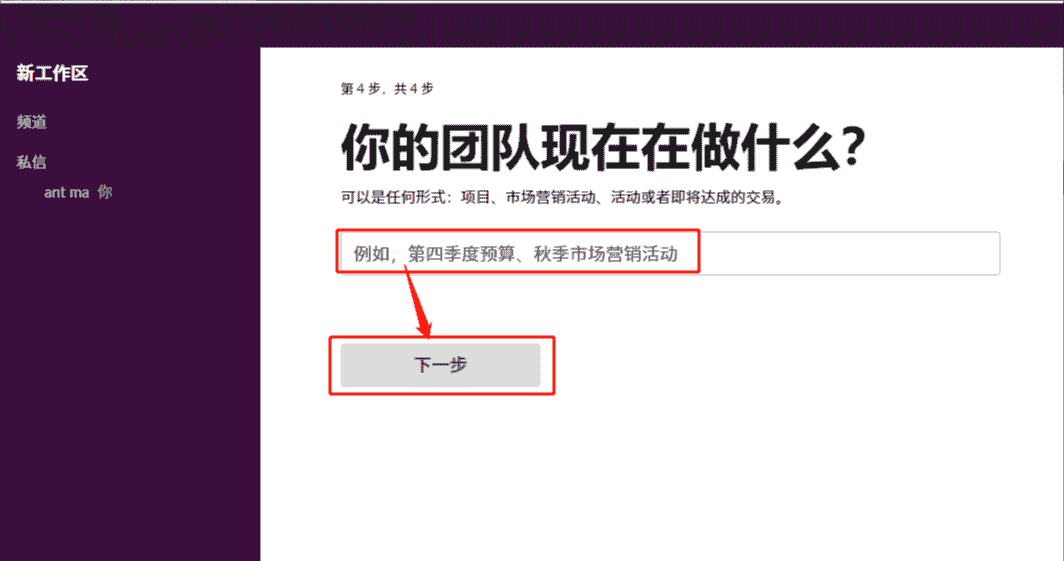 新工作区
频道
私信
ant ma 你
第 4 步，共 4 步
你的团队现在在做什么？
可以是任何形式：项目、市场营销活动、活动或者即将达成的交易。
例如，第四季度预算、秋季市场营销活动
下一步